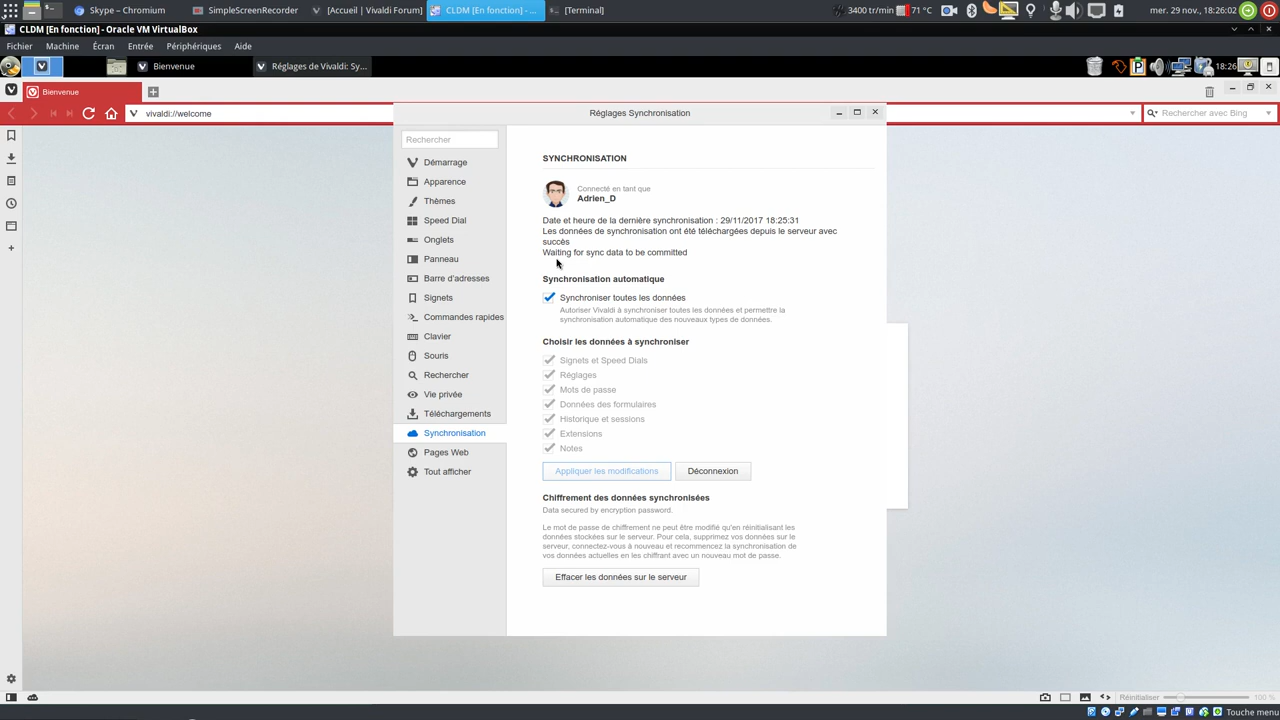 Skype – Chromium
SimpleScreenRecorder
[Accueil | Vivaldi Forum]
CLDM [En fonction] - Oracle V...
[Terminal]
3400 tr/min
71 °C
mer. 29 nov., 18:26:02
CLDM [En fonction] - Oracle VM VirtualBox
Fichier
Machine
Écran
Entrée
Périphériques
Aide
Bienvenue
Réglages de Vivaldi: Sy...
18:26
Bienvenue
vivaldi://welcome
Rechercher avec Bing
Réglages Synchronisation
Rechercher
Démarrage
Apparence
Thèmes
Speed Dial
Onglets
Panneau
Barre d'adresses
Signets
Commandes rapides
Clavier
Souris
Rechercher
Vie privée
Téléchargements
Synchronisation
Pages Web
Tout afficher
SYNCHRONISATION
Connecté en tant que
Adrien_D
Date et heure de la dernière synchronisation : 29/11/2017 18:25:31
Les données de synchronisation ont été téléchargées depuis le serveur avec
succès
Waiting for sync data to be committed
Synchronisation automatique
Synchroniser toutes les données
Autoriser Vivaldi à synchroniser toutes les données et permettre la
synchronisation automatique des nouveaux types de données.
Choisir les données à synchroniser
Signets et Speed Dials
Réglages
Mots de passe
Données des formulaires
Historique et sessions
Extensions
Notes
Appliquer les modifications
Déconnexion
Chiffrement des données synchronisées
Data secured by encryption password.
Le mot de passe de chiffrement ne peut être modifié qu'en réinitialisant les
données stockées sur le serveur. Pour cela, supprimez vos données sur le
serveur, connectez-vous à nouveau et recommencez la synchronisation de
vos données actuelles en les chiffrant avec un nouveau mot de passe.
Effacer les données sur le serveur
Réinitialiser
100 %
Touche menu